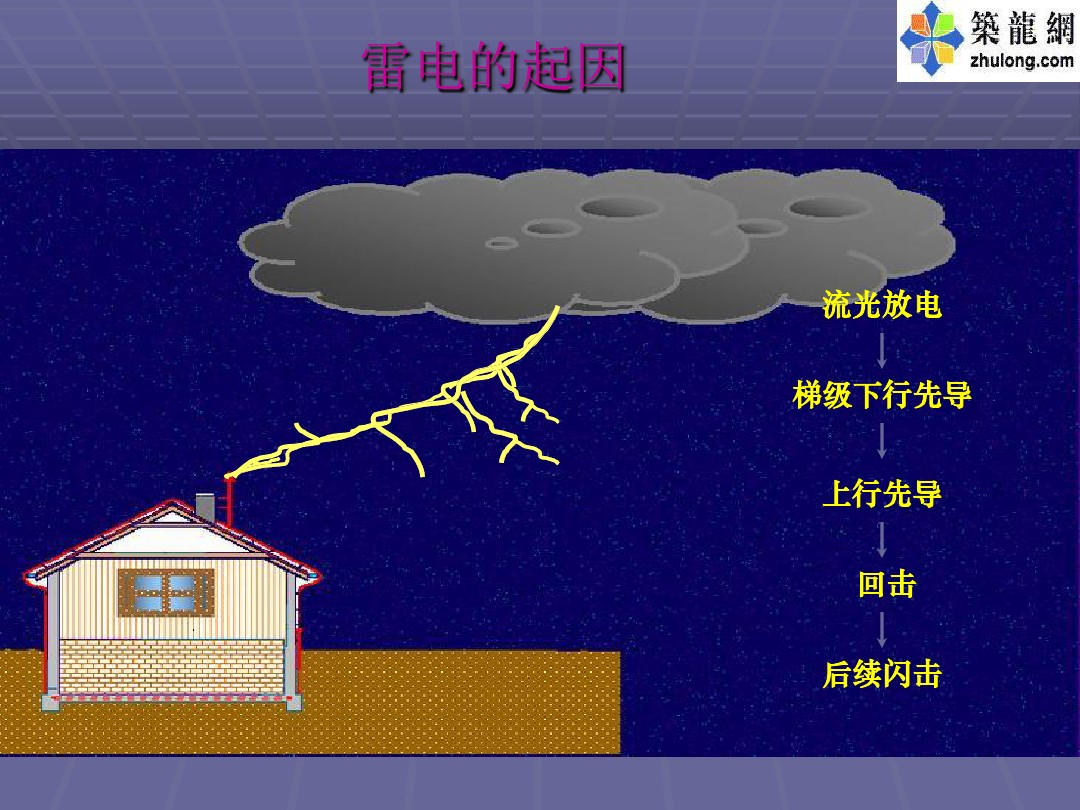 雷电的起因
築龍網
zhulong.com
流光放电
梯级下行先导
上行先导
回击
后续闪击